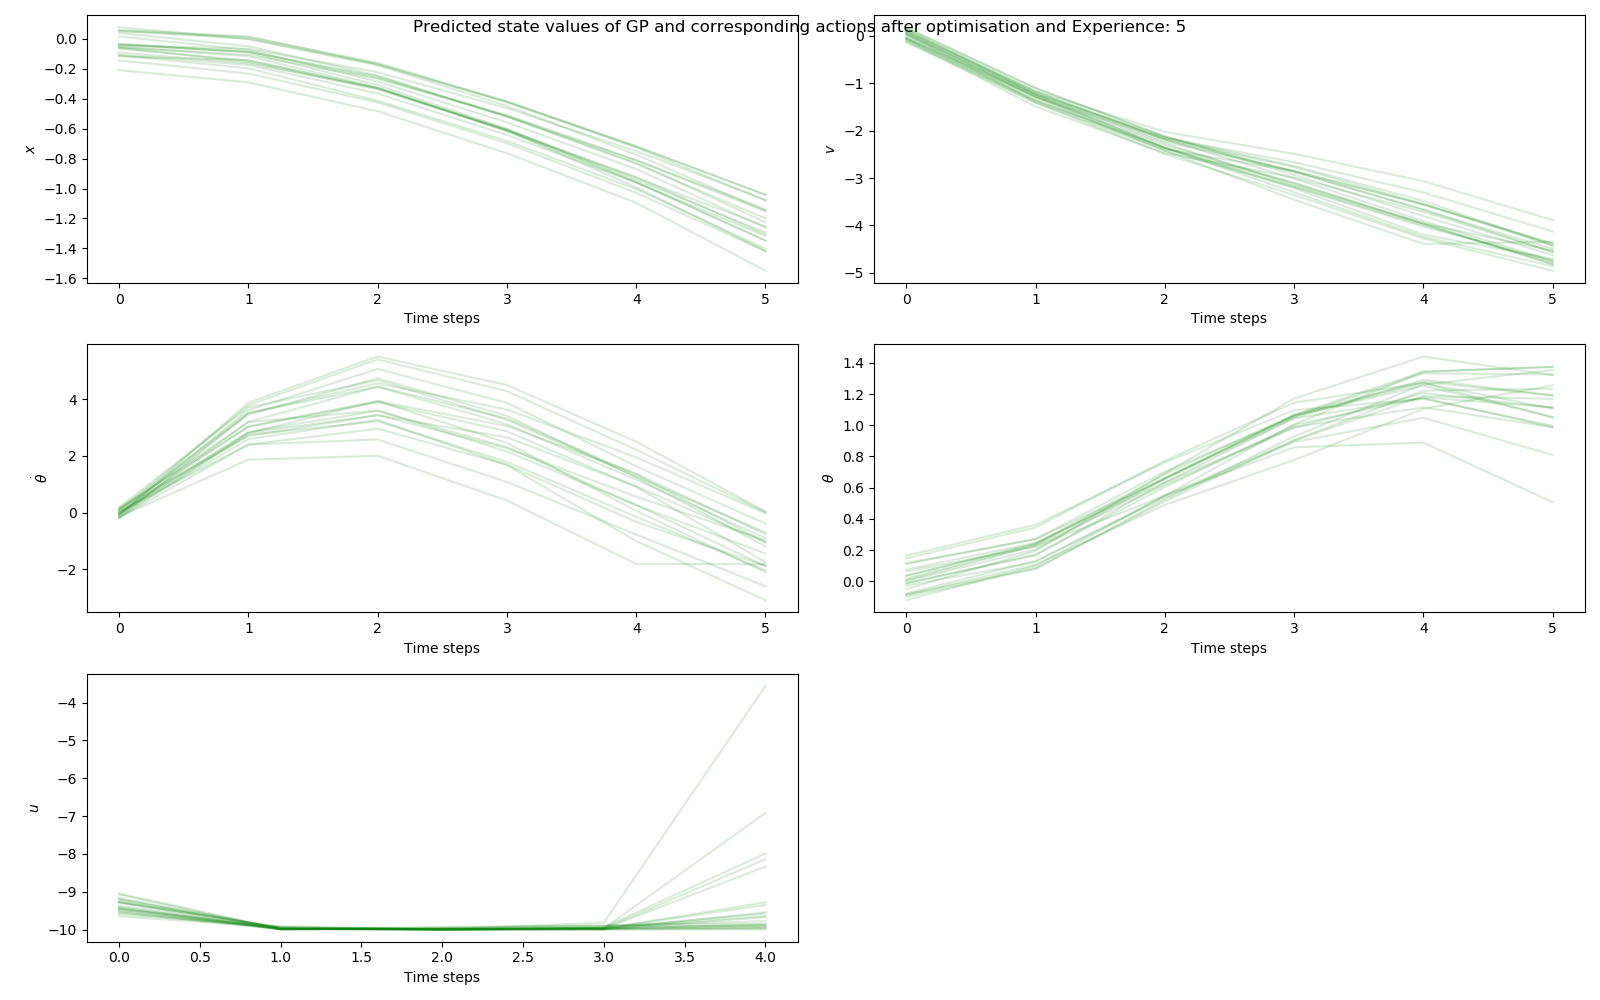 Predicted state values of GP and corresponding actions after optimisation and Experience: 5
0.0
−0.2
−0.4
−0.6
−0.8
−1.0
−1.2
−1.4
−1.6
x
0 1 2 3 4 5
Time steps
0
−1
−2
−3
−4
−5
v
0 1 2 3 4 5
Time steps
4
2
0
−2
θ̇
0 1 2 3 4 5
Time steps
1.4
1.2
1.0
0.8
0.6
0.4
0.2
0.0
θ
0 1 2 3 4 5
Time steps
−4
−5
−6
−7
−8
−9
−10
u
0.0 0.5 1.0 1.5 2.0 2.5 3.0 3.5 4.0
Time steps